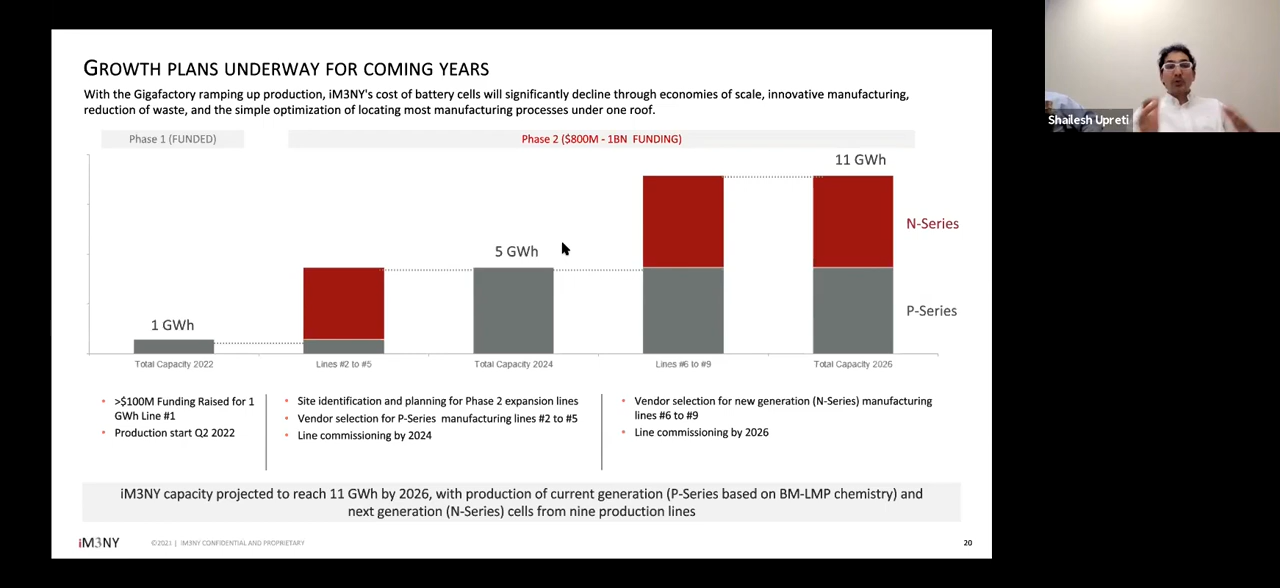 GROWTH PLANS UNDERWAY FOR COMING YEARS
With the Gigafactory ramping up production, iM3NY's cost of battery cells will significantly decline through economies of scale, innovative manufacturing,
reduction of waste, and the simple optimization of locating most manufacturing processes under one roof.
Phase 1 (FUNDED)
Phase 2 ($800M - 1BN FUNDING)
11 GWh
5 GWh
1 GWh
N-Series
P-Series
Total Capacity 2022
Lines #2 to #5
Total Capacity 2024
Lines #6 to #9
Total Capacity 2026
• >$100M Funding Raised for 1
GWh Line #1
• Production start Q2 2022
• Site identification and planning for Phase 2 expansion lines
• Vendor selection for P-Series manufacturing lines #2 to #5
• Line commissioning by 2024
• Vendor selection for new generation (N-Series) manufacturing
lines #6 to #9
• Line commissioning by 2026
iM3NY capacity projected to reach 11 GWh by 2026, with production of current generation (P-Series based on BM-LMP chemistry) and
next generation (N-Series) cells from nine production lines
iM3NY
©2023 | IM3NY CONFIDENTIAL AND PROPRIETARY
20
Shailesh Upreti